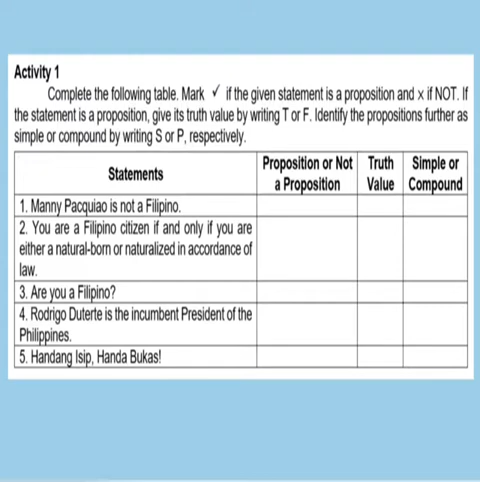 Activity 1
Complete the following table. Mark ✓ if the given statement is a proposition and x if NOT. If
the statement is a proposition, give its truth value by writing T or F. Identify the propositions further as
simple or compound by writing S or P, respectively.
Statements
Proposition or Not
a Proposition
Truth
Value
Simple or
Compound
1. Manny Pacquiao is not a Filipino.
2. You are a Filipino citizen if and only if you are
either a natural-born or naturalized in accordance of
law.
3. Are you a Filipino?
4. Rodrigo Duterte is the incumbent President of the
Philippines.
5. Handang Isip, Handa Bukas!